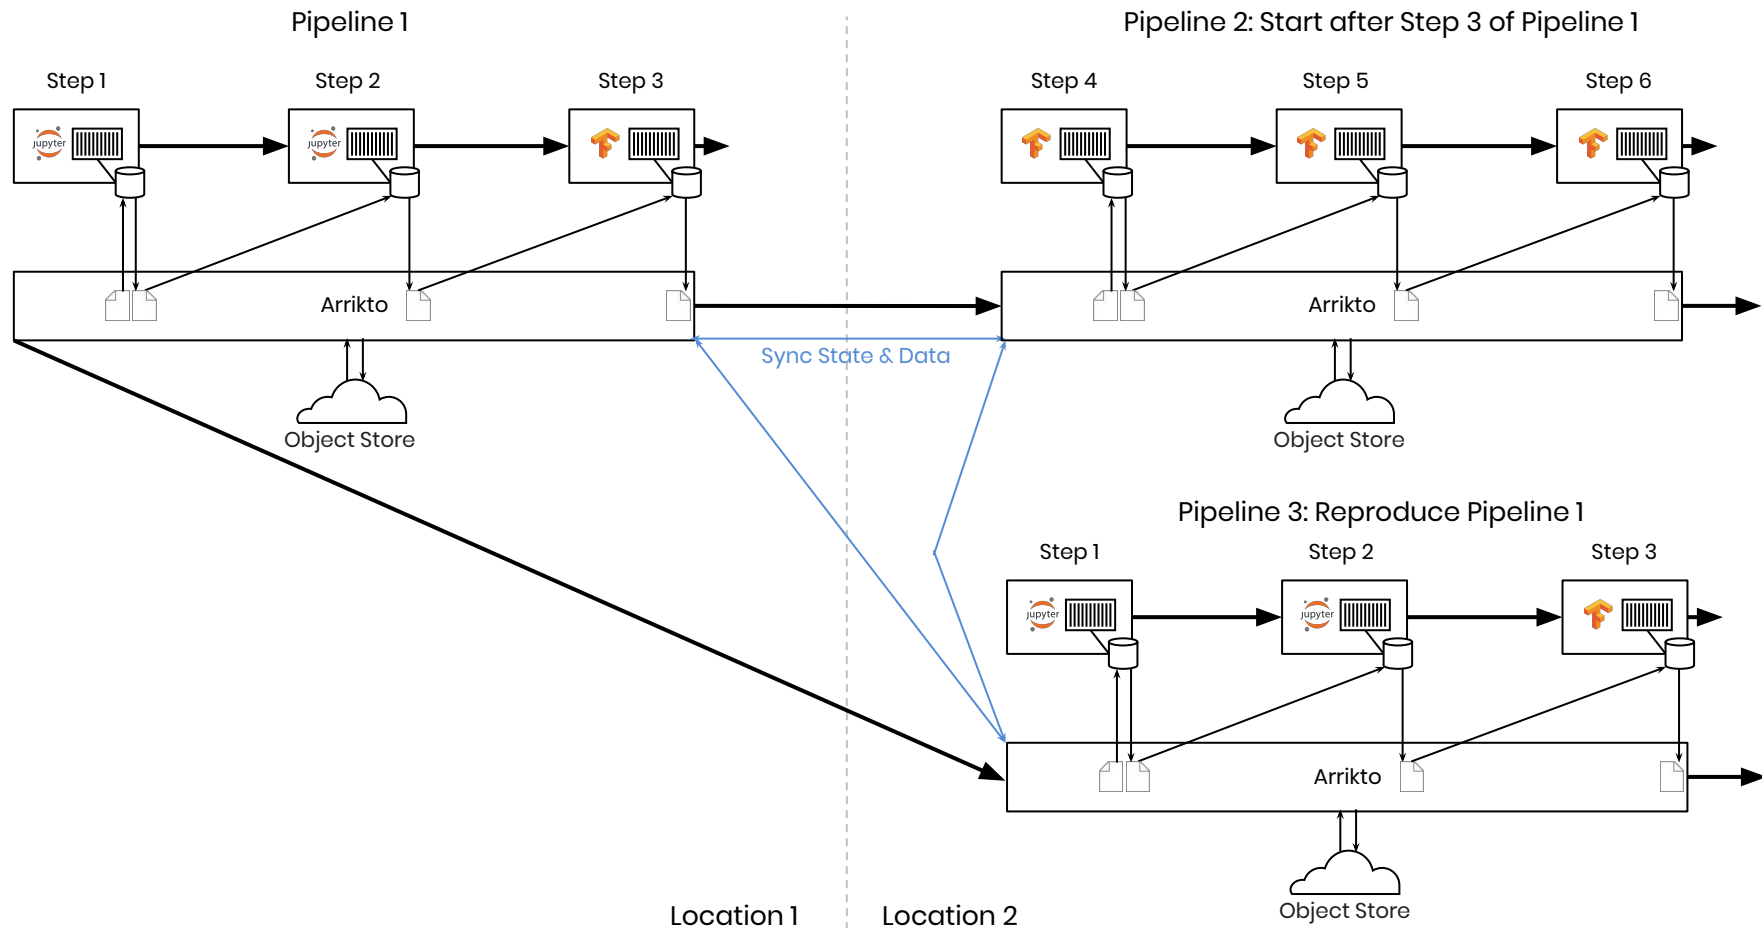 Pipeline 1
Step 1
Step 2
Step 3
jupyter
jupyter
Arrikto
Object Store
Sync State & Data
Pipeline 2: Start after Step 3 of Pipeline 1
Step 4
Step 5
Step 6
Arrikto
Object Store
Pipeline 3: Reproduce Pipeline 1
Step 1
Step 2
Step 3
jupyter
jupyter
Arrikto
Object Store
Location 1
Location 2